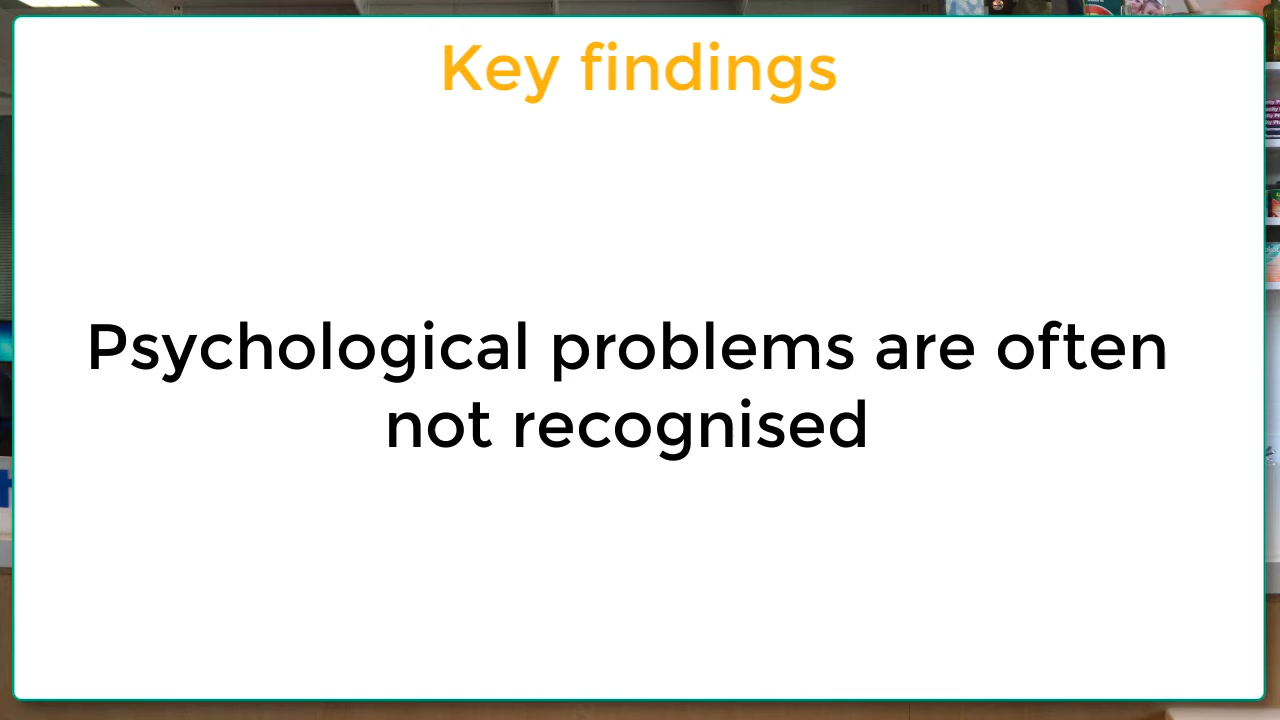 Key findings
Psychological problems are often
not recognised